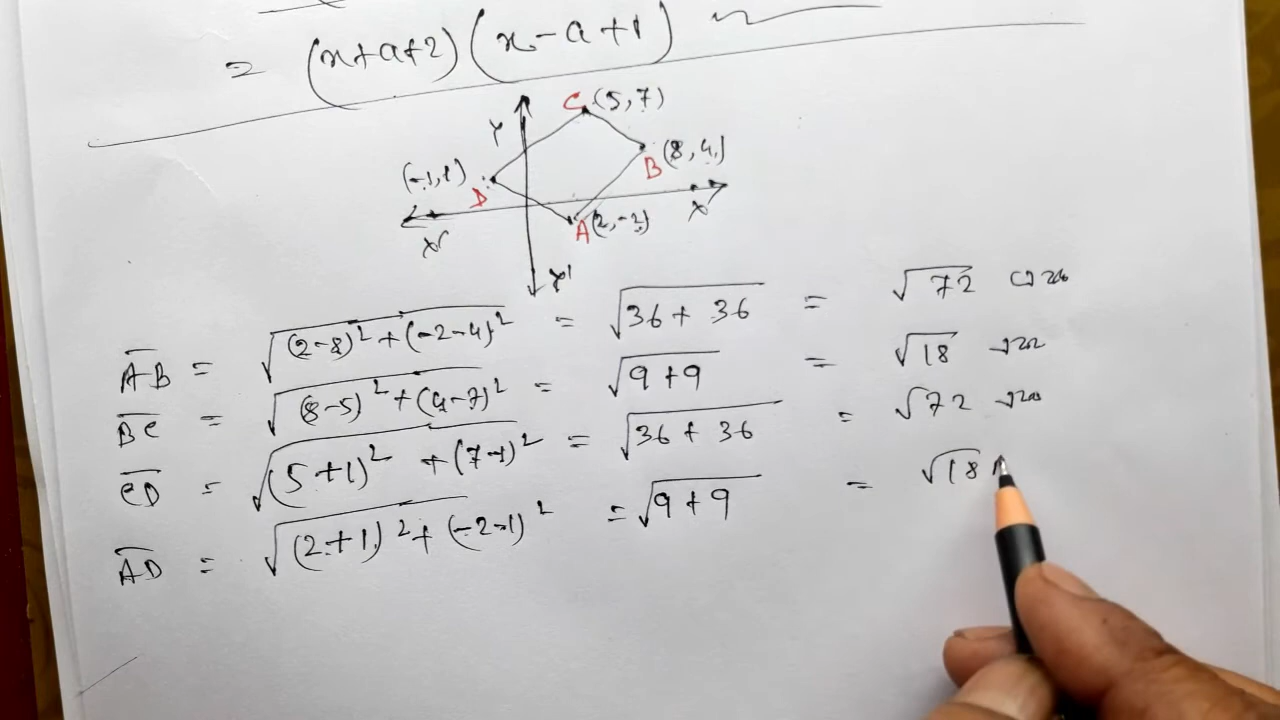 = (x+a+2)(x-a+1)
C (5,7)
Y
(-1,1) D
B (8,4)
X' X
A (2,-2)
Y'
AB = √(2-8)²+(-2-4)² = √36+36 = √72
BC = √(8-5)²+(4-7)² = √9+9 = √18
CD = √(5+1)²+(7-1)² = √36+36 = √72
AD = √(2+1)²+(-2-1)² = √9+9 = √18